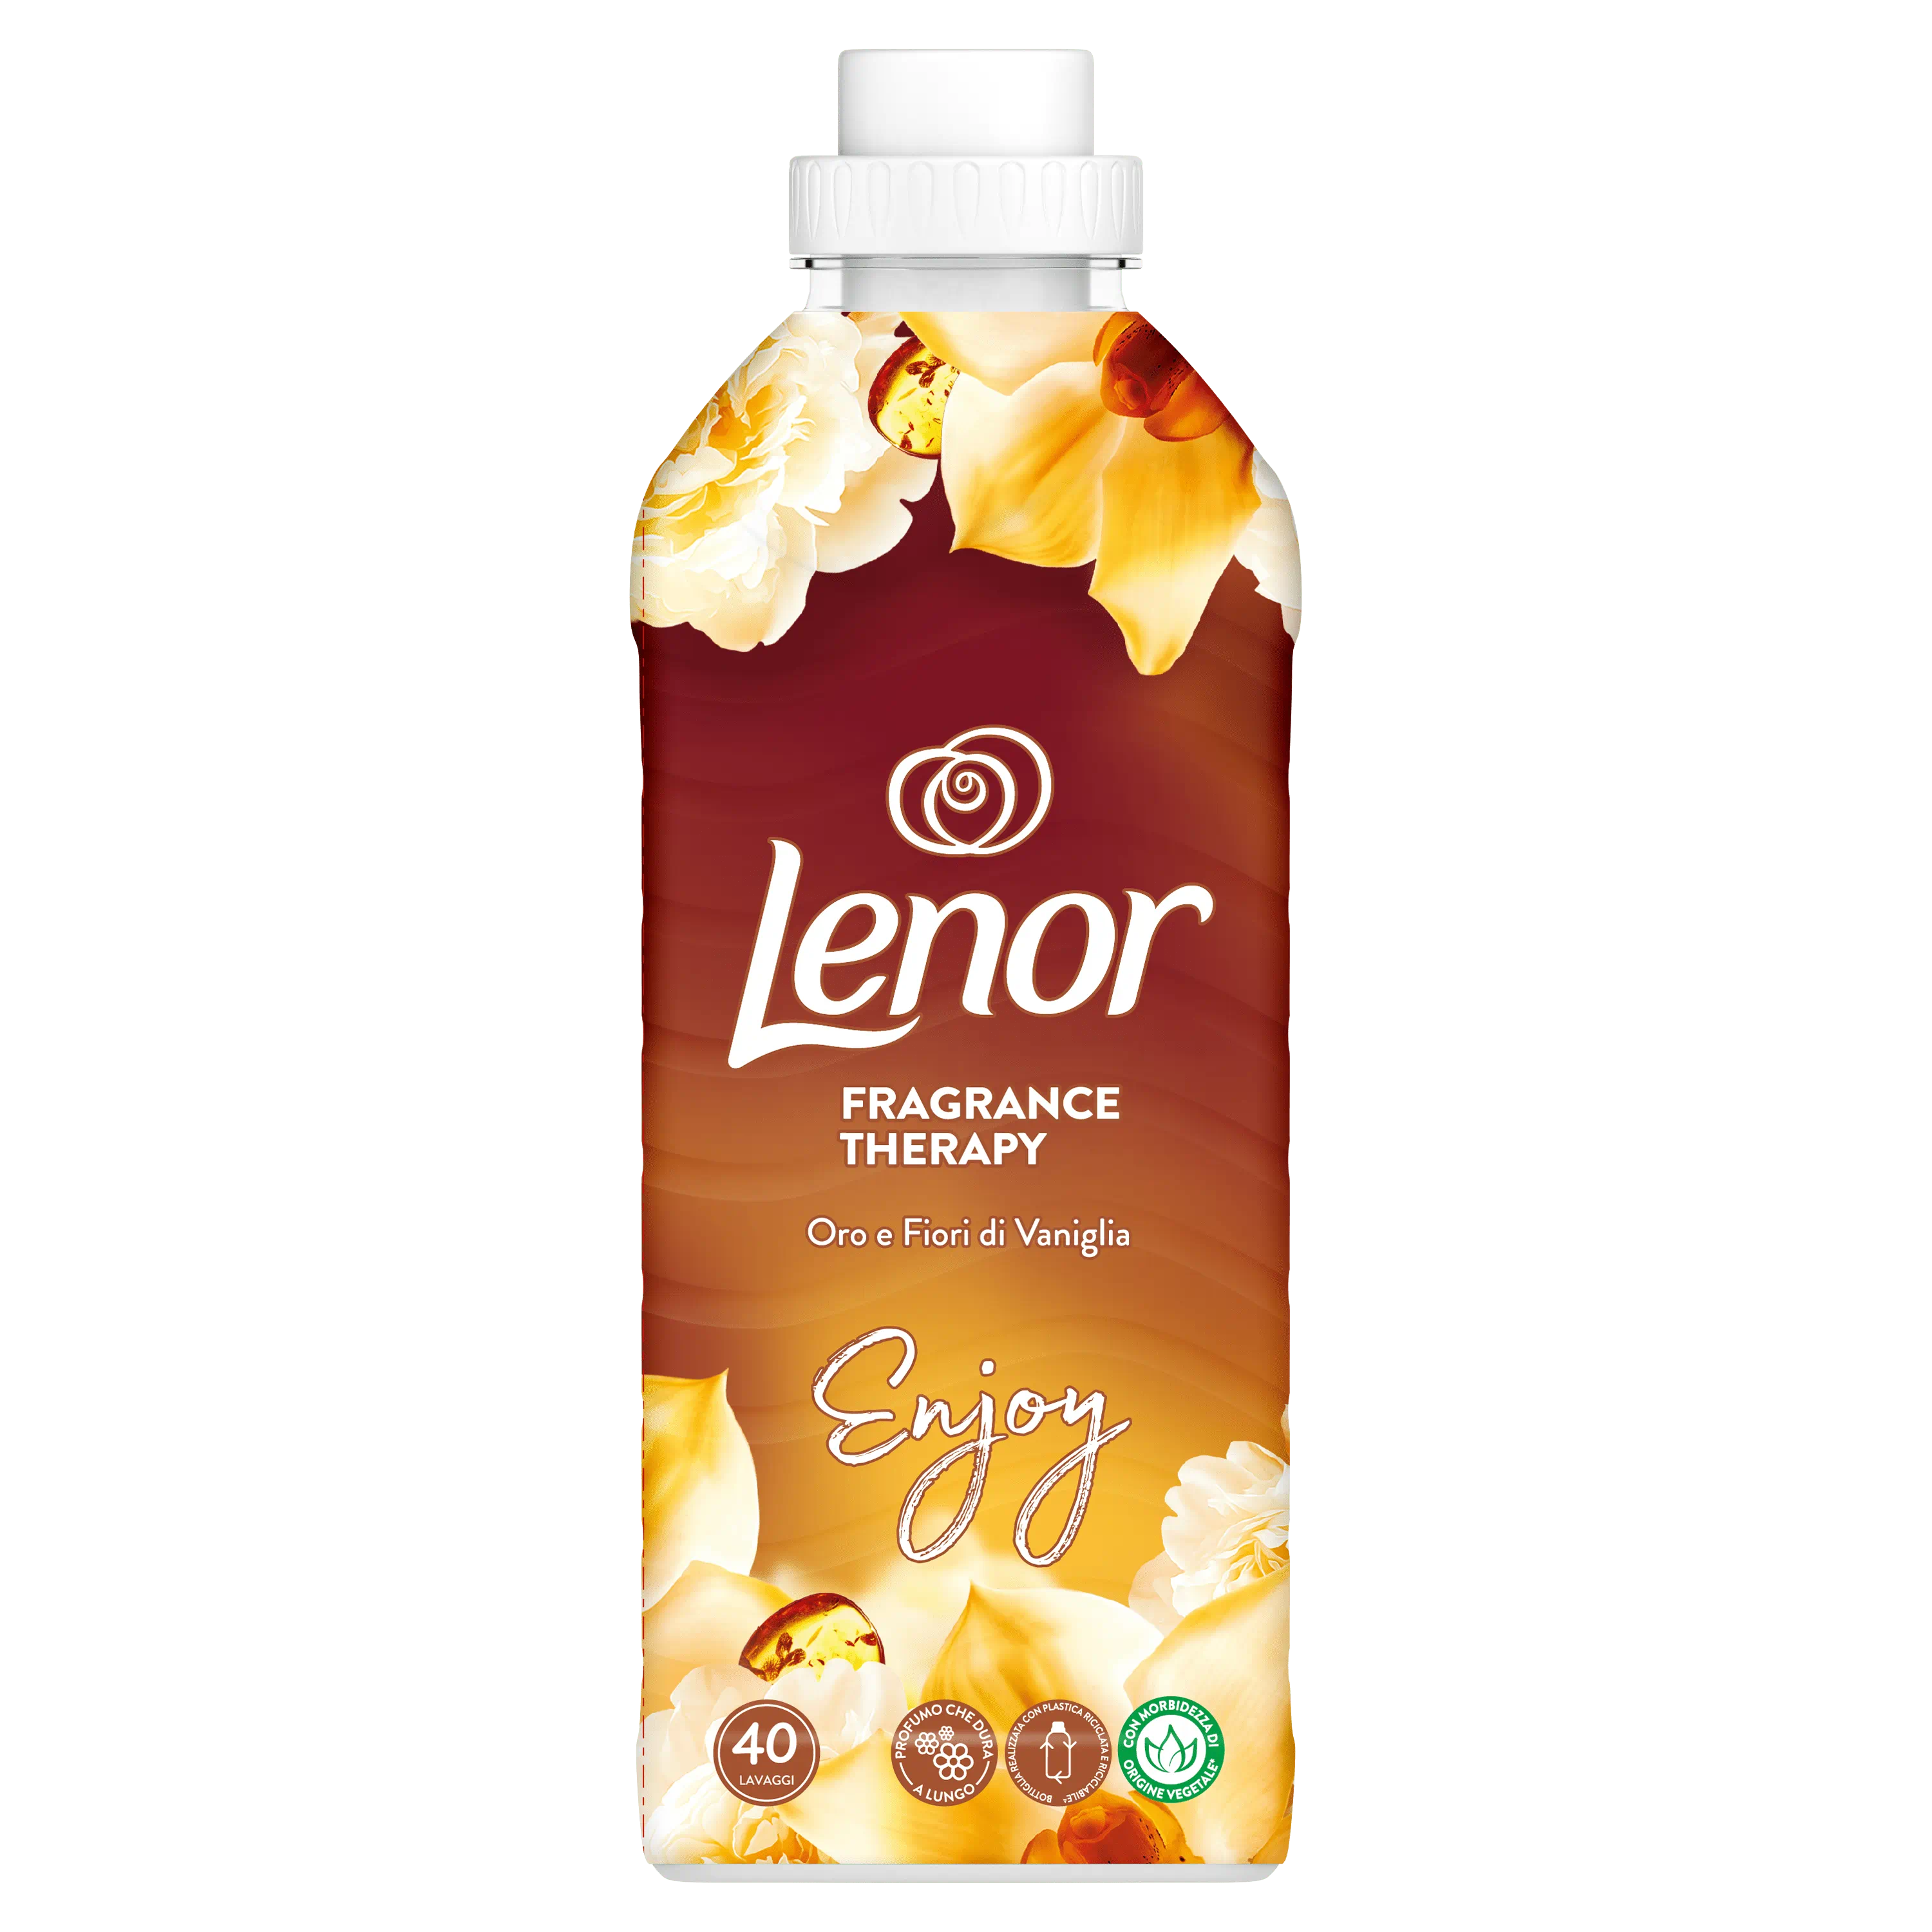 Lenor
FRAGRANCE
THERAPY
Oro e Fiori di Vaniglia
Enjoy
40
LAVAGGI
PROFUMO CHE DURA
A LUNGO
BOTTIGLIA REALIZZATA CON PLASTICA RICICLATA E RICICLABILE*
CON MORBIDEZZA DI
ORIGINE VEGETALE*